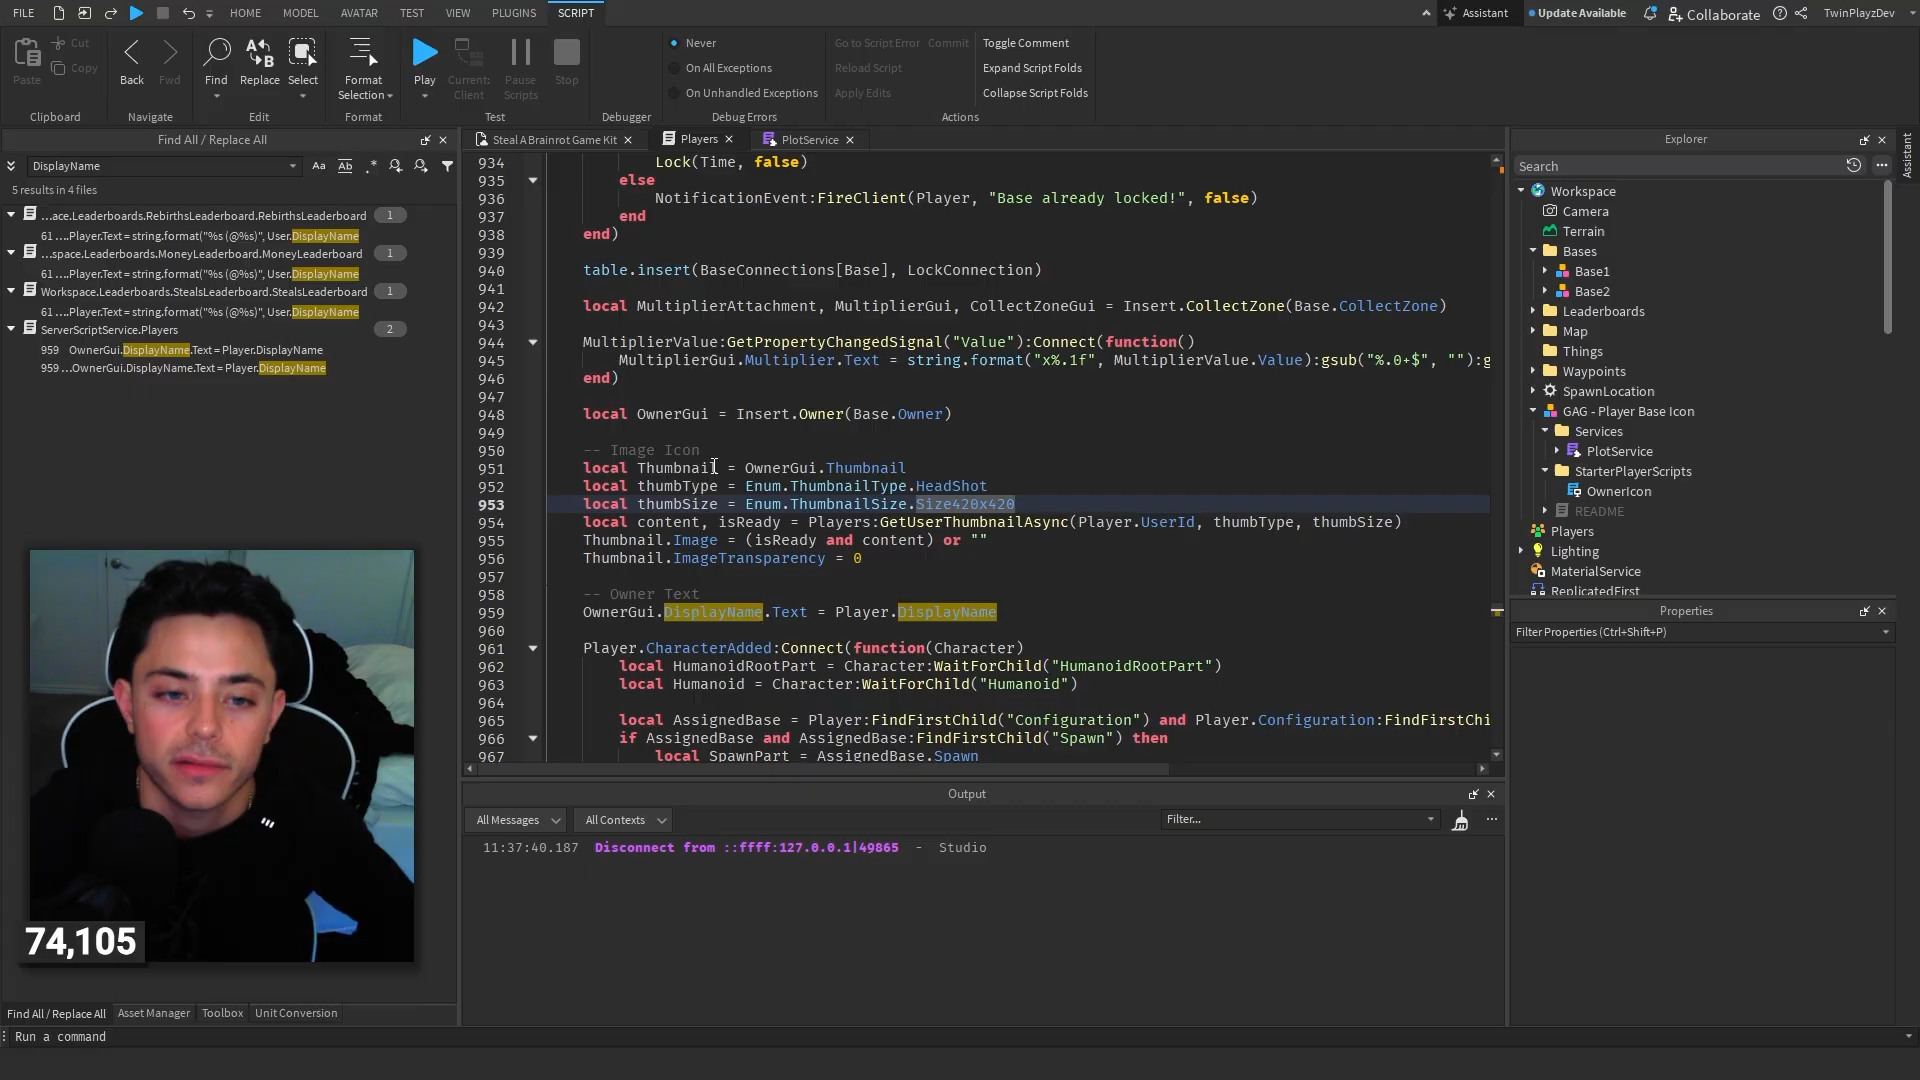 FILE
HOME
MODEL
AVATAR
TEST
VIEW
PLUGINS
SCRIPT
Assistant
Update Available
Collaborate
TwinPlayzDev
Paste
Cut
Copy
Clipboard
Back
Fwd
Navigate
Find
Replace
Select
Edit
Format
Selection
Format
Play
Current:
Client
Pause
Scripts
Stop
Test
Debugger
Never
On All Exceptions
On Unhandled Exceptions
Debug Errors
Go to Script Error
Commit
Reload Script
Apply Edits
Toggle Comment
Expand Script Folds
Collapse Script Folds
Actions
Find All / Replace All
DisplayName
Aa
Ab
.*
5 results in 4 files
...ace.Leaderboards.RebirthsLeaderboard.RebirthsLeaderboard 1
61 ....Player.Text = string.format("%s (@%s)", User.DisplayName
...space.Leaderboards.MoneyLeaderboard.MoneyLeaderboard 1
61 ....Player.Text = string.format("%s (@%s)", User.DisplayName
Workspace.Leaderboards.StealsLeaderboard.StealsLeaderboard 1
61 ....Player.Text = string.format("%s (@%s)", User.DisplayName
ServerScriptService.Players 2
959 OwnerGui.DisplayName.Text = Player.DisplayName
959 ...OwnerGui.DisplayName.Text = Player.DisplayName
74,105
Find All / Replace All
Asset Manager
Toolbox
Unit Conversion
Run a command
Steal A Brainrot Game Kit
Players
PlotService
934 Lock(Time, false)
935 else
936 NotificationEvent:FireClient(Player, "Base already locked!", false)
937 end
938 end)
939
940 table.insert(BaseConnections[Base], LockConnection)
941
942 local MultiplierAttachment, MultiplierGui, CollectZoneGui = Insert.CollectZone(Base.CollectZone)
943
944 MultiplierValue:GetPropertyChangedSignal("Value"):Connect(function()
945 MultiplierGui.Multiplier.Text = string.format("x%.1f", MultiplierValue.Value):gsub("%.0+$", ""):g
946 end)
947
948 local OwnerGui = Insert.Owner(Base.Owner)
949
950 -- Image Icon
951 local Thumbnail = OwnerGui.Thumbnail
952 local thumbType = Enum.ThumbnailType.HeadShot
953 local thumbSize = Enum.ThumbnailSize.Size420x420
954 local content, isReady = Players:GetUserThumbnailAsync(Player.UserId, thumbType, thumbSize)
955 Thumbnail.Image = (isReady and content) or ""
956 Thumbnail.ImageTransparency = 0
957
958 -- Owner Text
959 OwnerGui.DisplayName.Text = Player.DisplayName
960
961 Player.CharacterAdded:Connect(function(Character)
962 local HumanoidRootPart = Character:WaitForChild("HumanoidRootPart")
963 local Humanoid = Character:WaitForChild("Humanoid")
964
965 local AssignedBase = Player:FindFirstChild("Configuration") and Player.Configuration:FindFirstChi
966 if AssignedBase and AssignedBase:FindFirstChild("Spawn") then
967 local SpawnPart = AssignedBase.Spawn
Output
All Messages
All Contexts
Filter...
11:37:40.187 Disconnect from ::ffff:127.0.0.1|49865 - Studio
Explorer
Search
Workspace
Camera
Terrain
Bases
Base1
Base2
Leaderboards
Map
Things
Waypoints
SpawnLocation
GAG - Player Base Icon
Services
PlotService
StarterPlayerScripts
OwnerIcon
README
Players
Lighting
MaterialService
ReplicatedFirst
Properties
Filter Properties (Ctrl+Shift+P)
Assistant